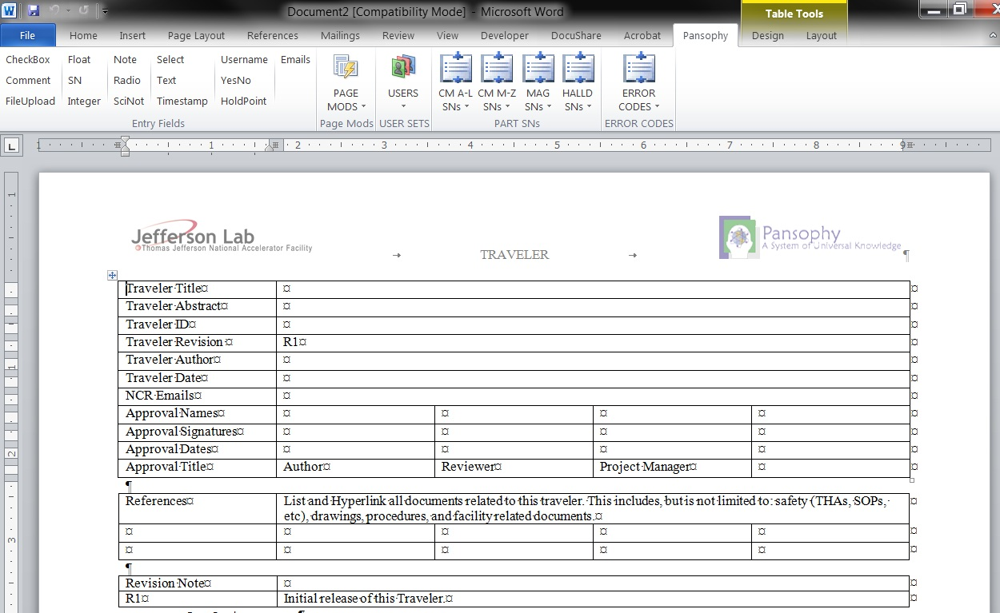 Document2 [Compatibility Mode] - Microsoft Word
Table Tools
File Home Insert Page Layout References Mailings Review View Developer DocuShare Acrobat Pansophy Design Layout
CheckBox Float Note Select Username Emails
Comment SN Radio Text YesNo
FileUpload Integer SciNot Timestamp HoldPoint
PAGE MODS
USERS
CM A-L SNs
CM M-Z SNs
MAG SNs
HALLD SNs
ERROR CODES
Entry Fields Page Mods USER SETS PART SNs ERROR CODES
L
1 1 2 3 4 5 6 7 8 9
1
1
2
3
Jefferson Lab
Thomas Jefferson National Accelerator Facility
TRAVELER
Pansophy
A System of Universal Knowledge
Traveler Title
Traveler Abstract
Traveler ID
Traveler Revision R1
Traveler Author
Traveler Date
NCR Emails
Approval Names
Approval Signatures
Approval Dates
Approval Title Author Reviewer Project Manager
References List and Hyperlink all documents related to this traveler. This includes, but is not limited to: safety (THAs, SOPs,
etc), drawings, procedures, and facility related documents.
Revision Note
R1 Initial release of this Traveler.